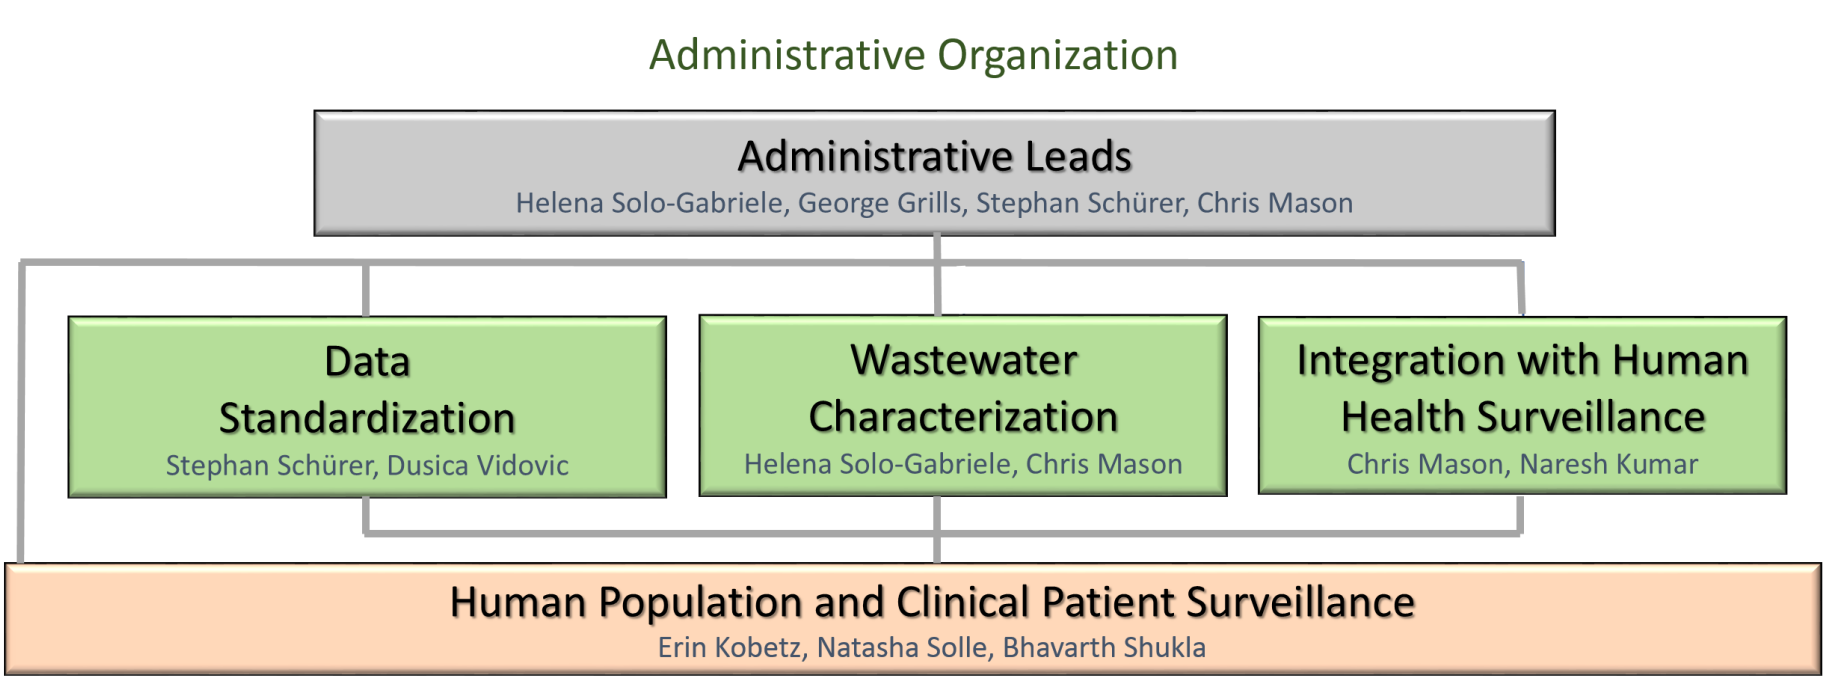 Administrative Organization
Administrative Leads
Helena Solo-Gabriele, George Grills, Stephan Schürer, Chris Mason
Data
Standardization
Stephan Schürer, Dusica Vidovic
Wastewater
Characterization
Helena Solo-Gabriele, Chris Mason
Integration with Human
Health Surveillance
Chris Mason, Naresh Kumar
Human Population and Clinical Patient Surveillance
Erin Kobetz, Natasha Solle, Bhavarth Shukla